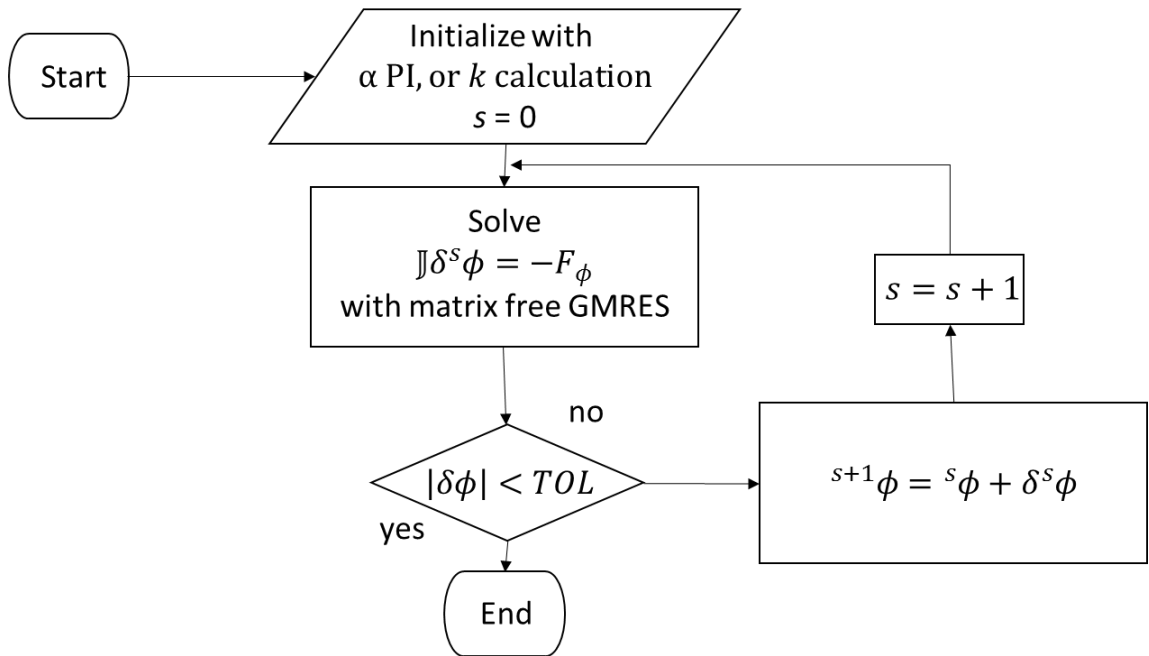 Start
Initialize with
α PI, or k calculation
s = 0
Solve
𝕁δˢϕ = −F_ϕ
with matrix free GMRES
s = s + 1
no
|δϕ| < TOL
yes
ˢ⁺¹ϕ = ˢϕ + δˢϕ
End